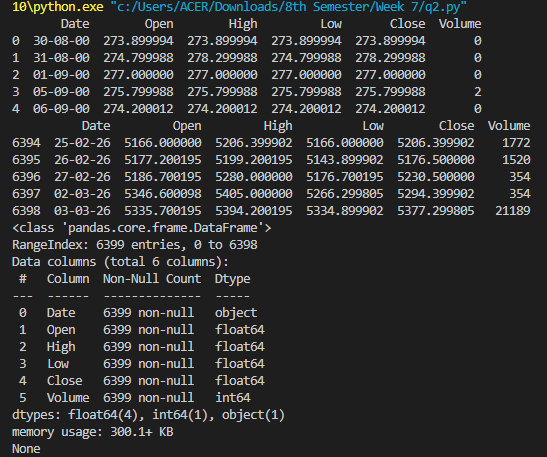 10\python.exe "c:/Users/ACER/Downloads/8th Semester/Week 7/q2.py"
Date Open High Low Close Volume
0 30-08-00 273.899994 273.899994 273.899994 273.899994 0
1 31-08-00 274.799988 278.299988 274.799988 278.299988 0
2 01-09-00 277.000000 277.000000 277.000000 277.000000 0
3 05-09-00 275.799988 275.799988 275.799988 275.799988 2
4 06-09-00 274.200012 274.200012 274.200012 274.200012 0
Date Open High Low Close Volume
6394 25-02-26 5166.000000 5206.399902 5166.000000 5206.399902 1772
6395 26-02-26 5177.200195 5199.200195 5143.899902 5176.500000 1520
6396 27-02-26 5186.700195 5280.000000 5176.700195 5230.500000 354
6397 02-03-26 5346.600098 5405.000000 5266.299805 5294.399902 354
6398 03-03-26 5335.700195 5394.200195 5334.899902 5377.299805 21189
<class 'pandas.core.frame.DataFrame'>
RangeIndex: 6399 entries, 0 to 6398
Data columns (total 6 columns):
# Column Non-Null Count Dtype
--- ------ -------------- -----
0 Date 6399 non-null object
1 Open 6399 non-null float64
2 High 6399 non-null float64
3 Low 6399 non-null float64
4 Close 6399 non-null float64
5 Volume 6399 non-null int64
dtypes: float64(4), int64(1), object(1)
memory usage: 300.1+ KB
None